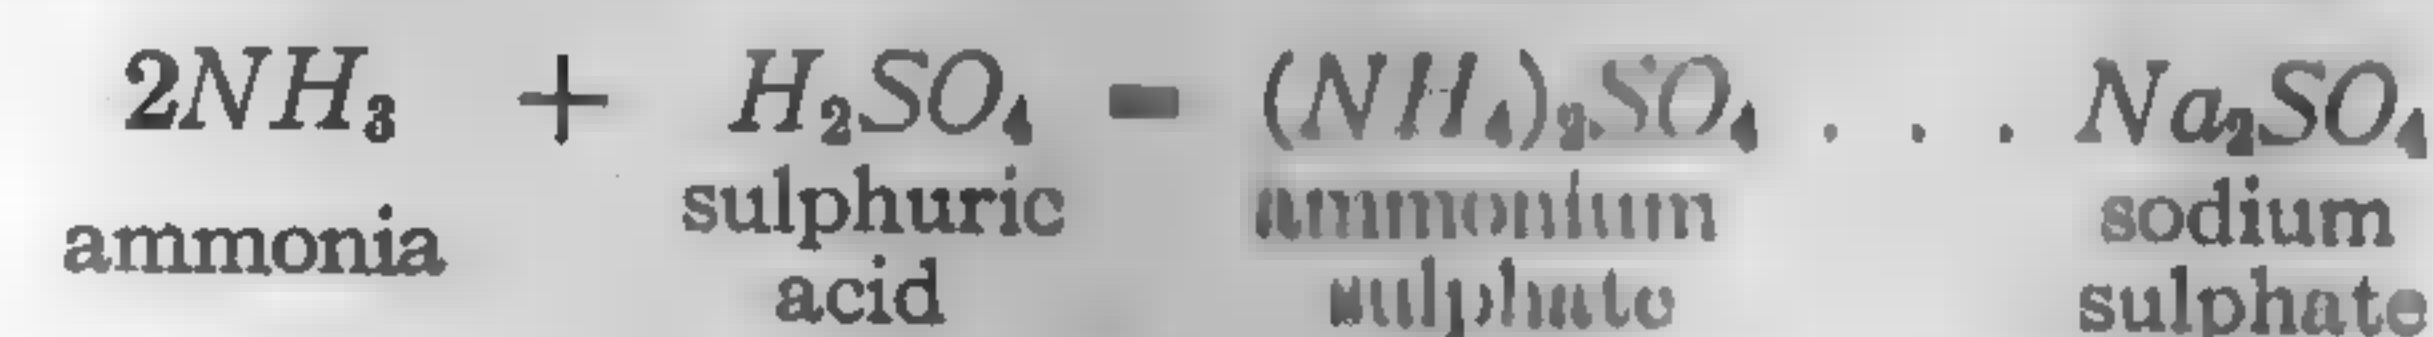 2NH₃ + H₂SO₄ = (NH₄)₂SO₄ . . . Na₂SO₄
ammonia sulphuric ammonium sodium
acid sulphate sulphate